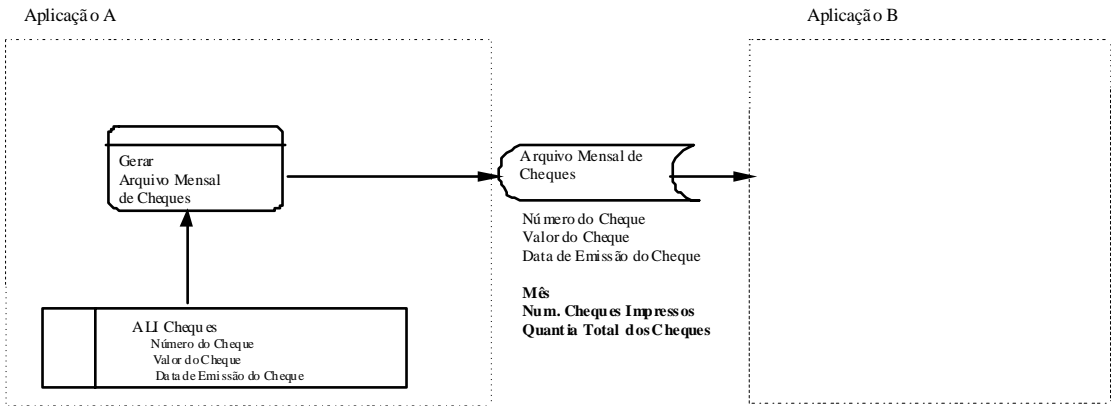 Aplicação A
Aplicação B
Gerar
Arquivo Mensal
de Cheques
Arquivo Mensal de
Cheques
Número do Cheque
Valor do Cheque
Data de Emissão do Cheque
Mês
Num. Cheques Impressos
Quantia Total dos Cheques
ALI Cheques
Número do Cheque
Valor do Cheque
Data de Emissão do Cheque